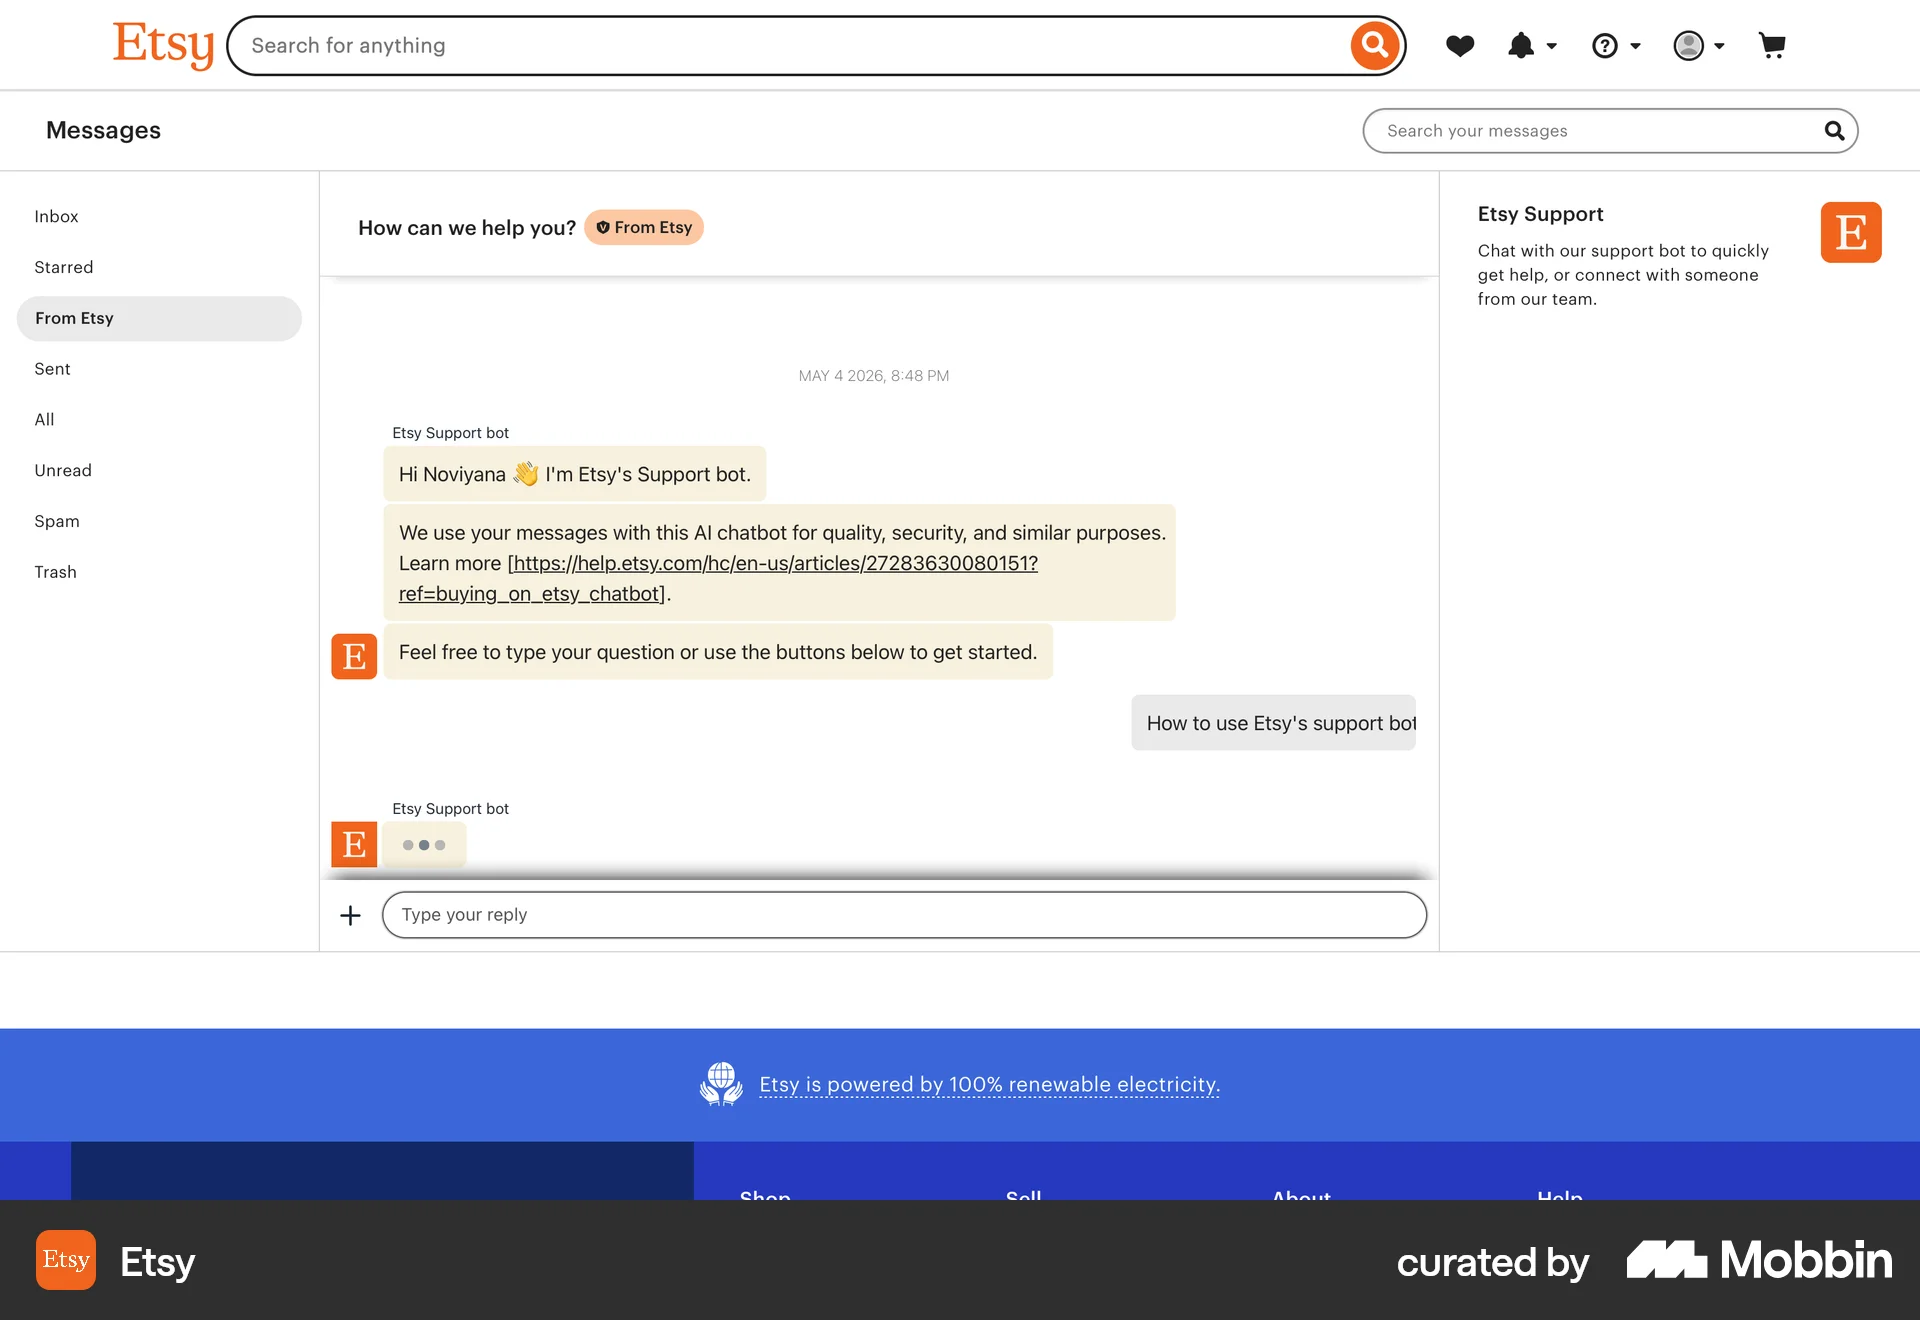 Etsy
Search for anything
Messages
Search your messages
Inbox
Starred
From Etsy
Sent
All
Unread
Spam
Trash
How can we help you?
From Etsy
MAY 4 2026, 8:48 PM
Etsy Support bot
Hi Noviyana 👋 I'm Etsy's Support bot.
We use your messages with this AI chatbot for quality, security, and similar purposes.
Learn more [https://help.etsy.com/hc/en-us/articles/27283630080151?
ref=buying_on_etsy_chatbot].
E
Feel free to type your question or use the buttons below to get started.
How to use Etsy's support bot
Etsy Support bot
E
Type your reply
Etsy Support
E
Chat with our support bot to quickly
get help, or connect with someone
from our team.
Etsy is powered by 100% renewable electricity.
Shop
Sell
About
Help
Etsy
Etsy
curated by
Mobbin